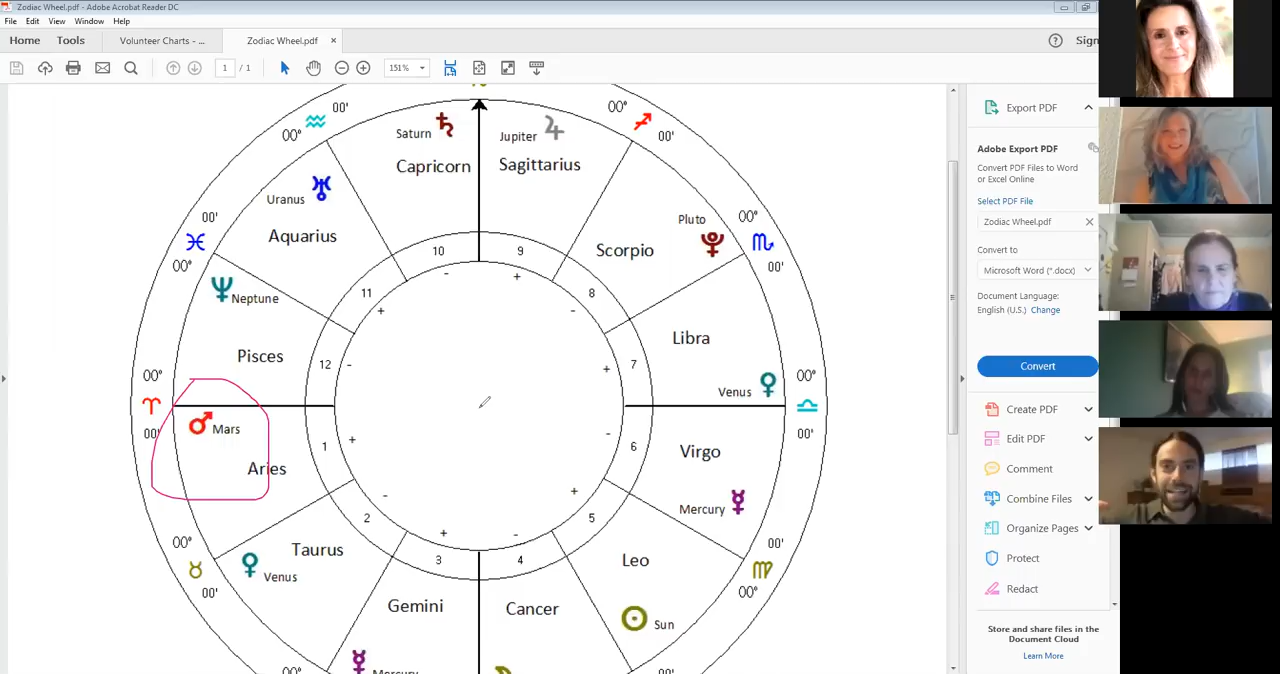 Zodiac Wheel.pdf - Adobe Acrobat Reader DC
File Edit View Window Help
Home Tools Volunteer Charts - ... Zodiac Wheel.pdf × Sign
1 / 1 151%
00' 00° 00° 00'
Saturn Jupiter
Capricorn Sagittarius
Uranus
Aquarius
Pluto 00°
Scorpio 00'
00'
00°
Neptune
10 9
- +
11 8
+ -
Libra
Pisces
12 - 7 +
00° Venus 00°
00' 00'
Mars
Aries
1 + 6 -
Virgo
Mercury
- +
2 5
+ -
3 4
00° 00'
00' 00°
Taurus
Venus
Leo
Sun
Gemini Cancer
Mercury
00° 00'
Export PDF
Adobe Export PDF
Convert PDF Files to Word
or Excel Online
Select PDF File
Zodiac Wheel.pdf ×
Convert to
Microsoft Word (*.docx)
Document Language:
English (U.S.) Change
Convert
Create PDF
Edit PDF
Comment
Combine Files
Organize Pages
Protect
Redact
Store and share files in the
Document Cloud
Learn More